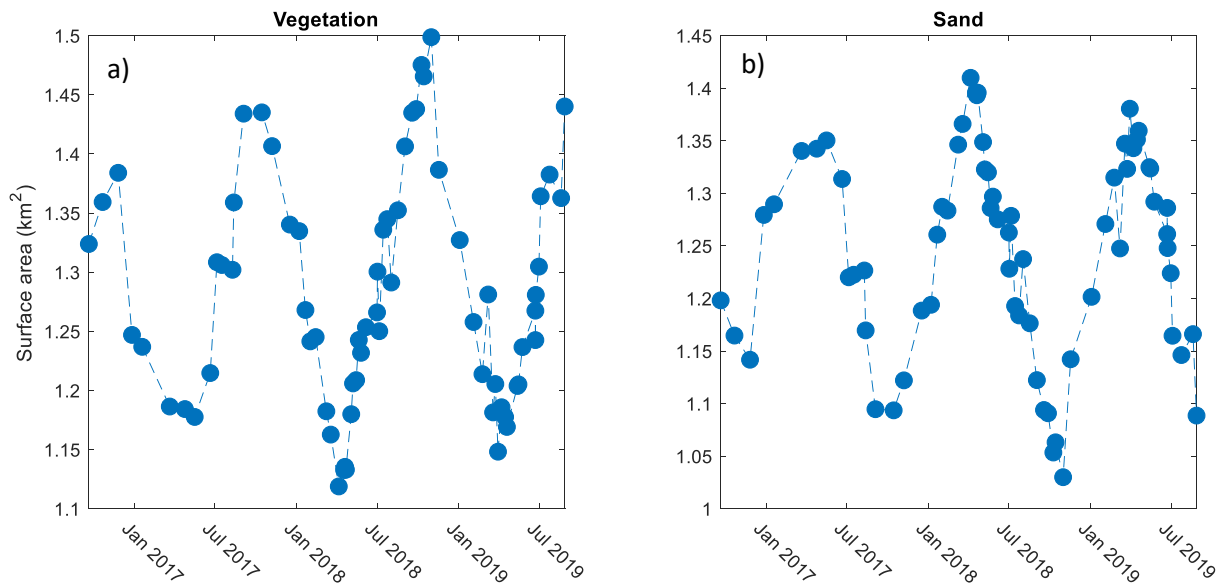 Vegetation
a)
Surface area (km²)
1.5
1.45
1.4
1.35
1.3
1.25
1.2
1.15
1.1
Jan 2017
Jul 2017
Jan 2018
Jul 2018
Jan 2019
Jul 2019
Sand
b)
1.45
1.4
1.35
1.3
1.25
1.2
1.15
1.1
1.05
1
Jan 2017
Jul 2017
Jan 2018
Jul 2018
Jan 2019
Jul 2019